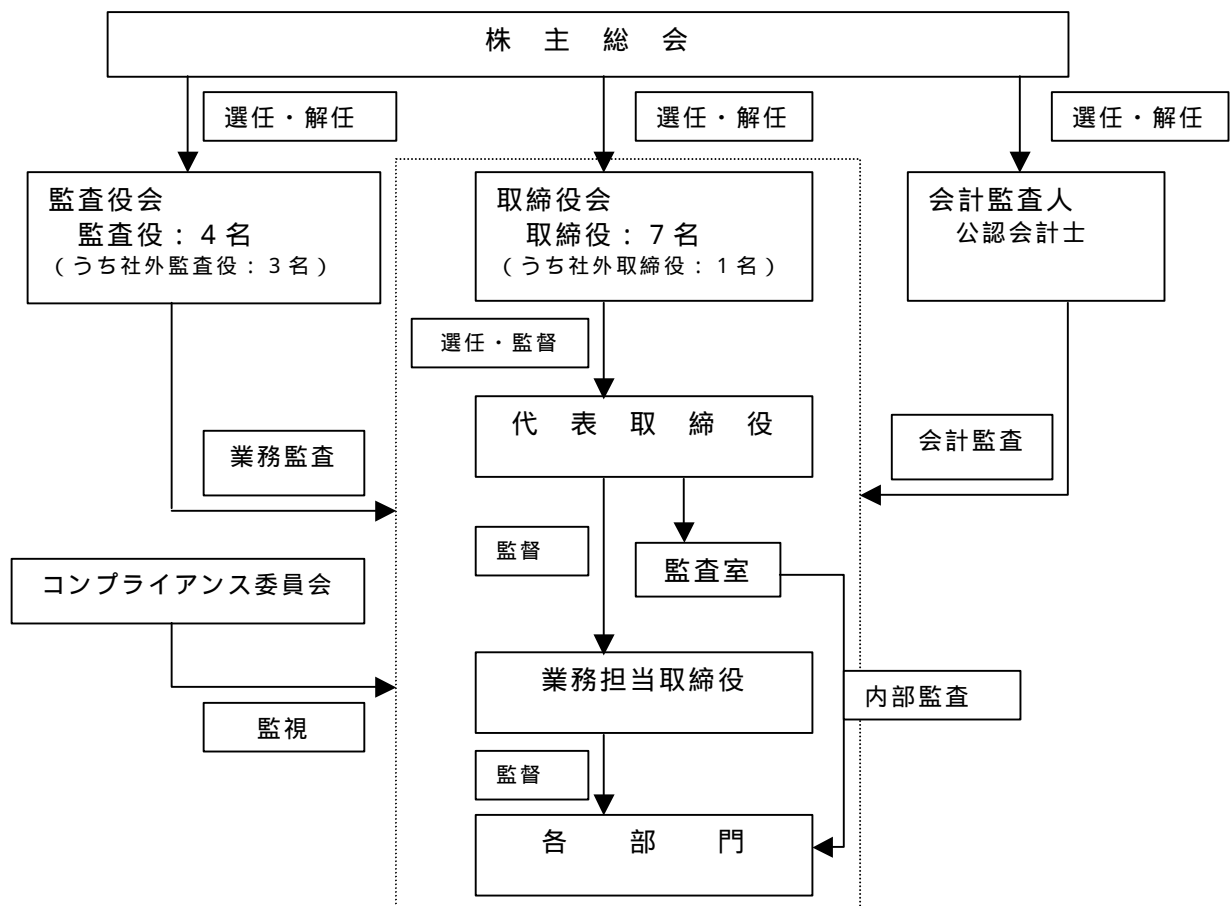 株 主 総 会
選任・解任
選任・解任
選任・解任
監査役会
監査役：４名
（うち社外監査役：３名）
取締役会
取締役：７名
（うち社外取締役：１名）
会計監査人
公認会計士
選任・監督
代 表 取 締 役
業務監査
会計監査
監督
監査室
コンプライアンス委員会
業務担当取締役
内部監査
監視
監督
各 部 門